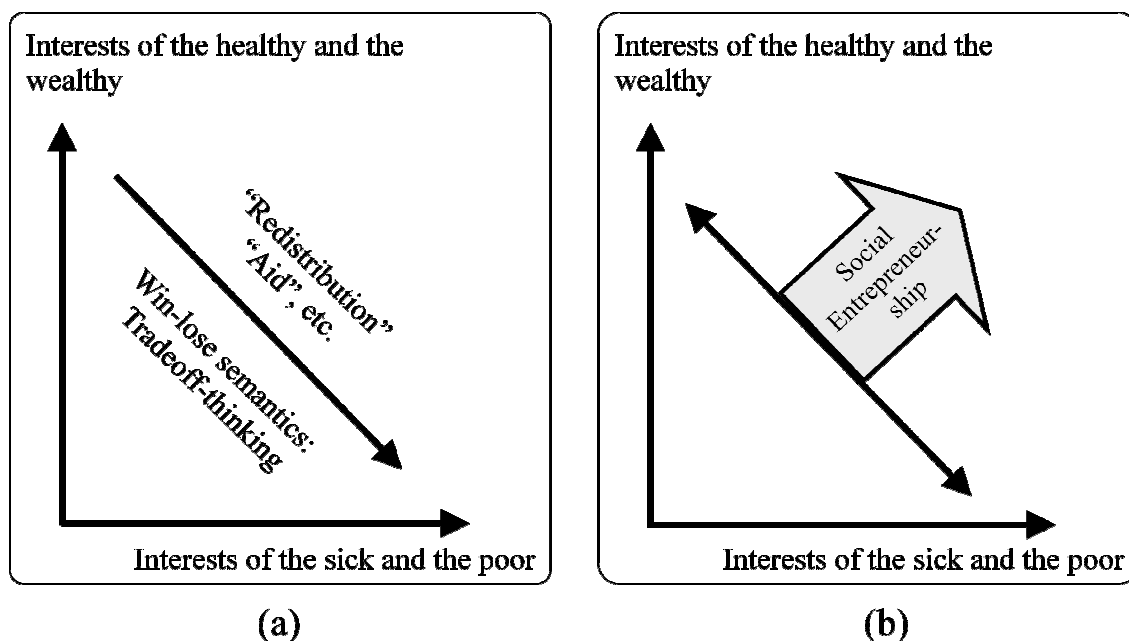 Interests of the healthy and the
wealthy
“Redistribution”
“Aid”, etc.
Win-lose semantics:
Tradeoff-thinking
Interests of the sick and the poor
(a)
Interests of the healthy and the
wealthy
Social
Entrepreneur-
ship
Interests of the sick and the poor
(b)